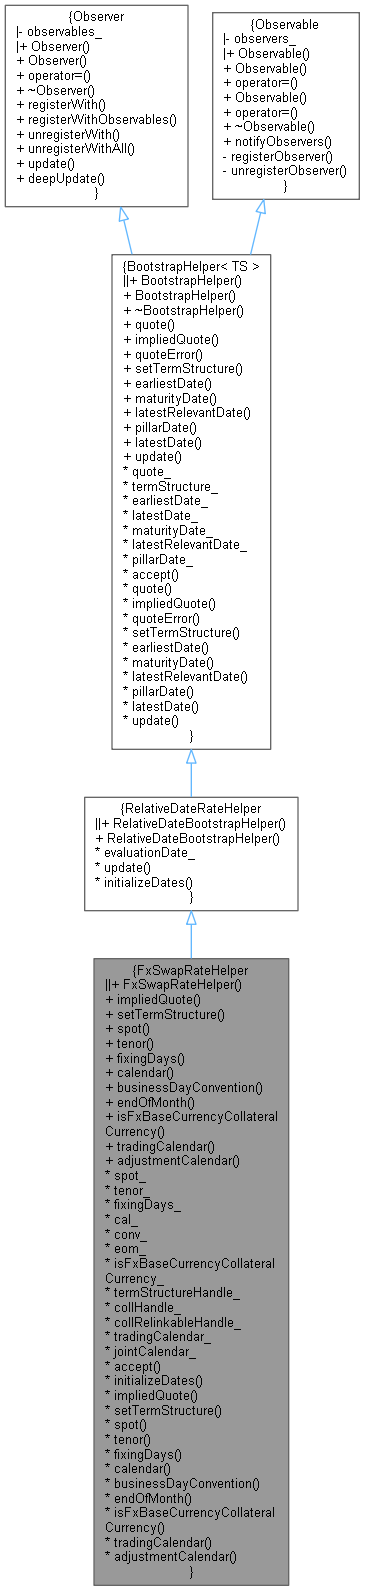 {Observer
|- observables_
|+ Observer()
+ Observer()
+ operator=()
+ ~Observer()
+ registerWith()
+ registerWithObservables()
+ unregisterWith()
+ unregisterWithAll()
+ update()
+ deepUpdate()
}
{Observable
|- observers_
|+ Observable()
+ Observable()
+ operator=()
+ Observable()
+ operator=()
+ ~Observable()
+ notifyObservers()
- registerObserver()
- unregisterObserver()
}
{BootstrapHelper< TS >
||+ BootstrapHelper()
+ BootstrapHelper()
+ ~BootstrapHelper()
+ quote()
+ impliedQuote()
+ quoteError()
+ setTermStructure()
+ earliestDate()
+ maturityDate()
+ latestRelevantDate()
+ pillarDate()
+ latestDate()
+ update()
* quote_
* termStructure_
* earliestDate_
* latestDate_
* maturityDate_
* latestRelevantDate_
* pillarDate_
* accept()
* quote()
* impliedQuote()
* quoteError()
* setTermStructure()
* earliestDate()
* maturityDate()
* latestRelevantDate()
* pillarDate()
* latestDate()
* update()
}
{RelativeDateRateHelper
||+ RelativeDateBootstrapHelper()
+ RelativeDateBootstrapHelper()
* evaluationDate_
* update()
* initializeDates()
}
{FxSwapRateHelper
||+ FxSwapRateHelper()
+ impliedQuote()
+ setTermStructure()
+ spot()
+ tenor()
+ fixingDays()
+ calendar()
+ businessDayConvention()
+ endOfMonth()
+ isFxBaseCurrencyCollateral
Currency()
+ tradingCalendar()
+ adjustmentCalendar()
* spot_
* tenor_
* fixingDays_
* cal_
* conv_
* eom_
* isFxBaseCurrencyCollateral
Currency_
* termStructureHandle_
* collHandle_
* collRelinkableHandle_
* tradingCalendar_
* jointCalendar_
* accept()
* initializeDates()
* impliedQuote()
* setTermStructure()
* spot()
* tenor()
* fixingDays()
* calendar()
* businessDayConvention()
* endOfMonth()
* isFxBaseCurrencyCollateral
Currency()
* tradingCalendar()
* adjustmentCalendar()
}